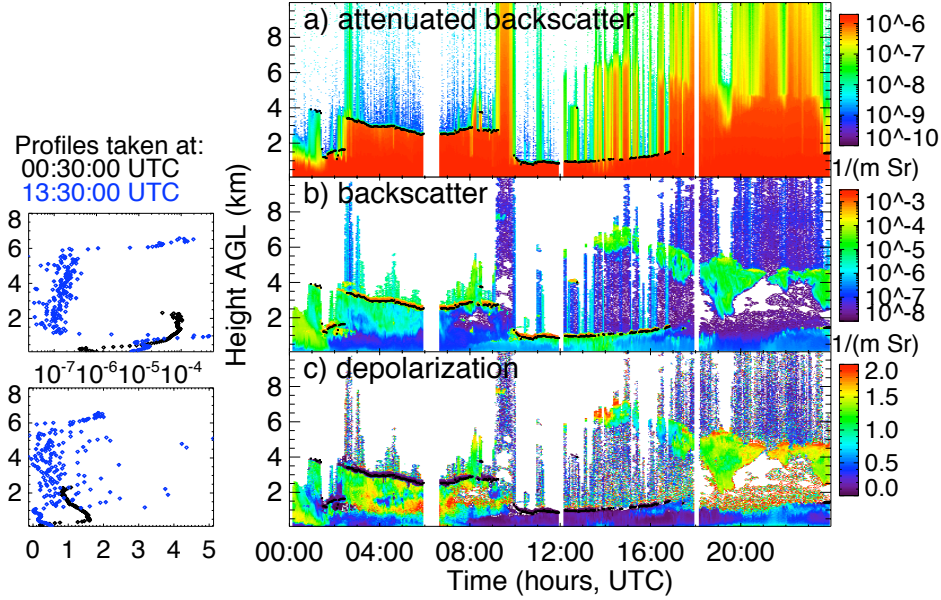 a) attenuated backscatter
8
6
4
2
10^-6
10^-7
10^-8
10^-9
10^-10
1/(m Sr)
Profiles taken at:
00:30:00 UTC
13:30:00 UTC
8
6
4
2
10⁻⁷ 10⁻⁶ 10⁻⁵ 10⁻⁴
8
6
4
2
0 1 2 3 4 5
Height AGL (km)
b) backscatter
8
6
4
2
10^-3
10^-4
10^-5
10^-6
10^-7
10^-8
1/(m Sr)
c) depolarization
8
6
4
2
2.0
1.5
1.0
0.5
0.0
00:00 04:00 08:00 12:00 16:00 20:00
Time (hours, UTC)